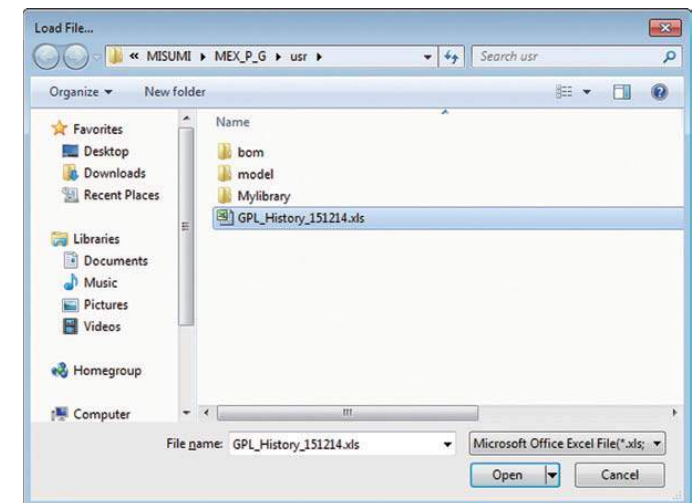 Load File...
« MISUMI ▸ MEX_P_G ▸ usr ▸ Search usr
Organize ▾ New folder
Name
Favorites
Desktop
Downloads
Recent Places
Libraries
Documents
Music
Pictures
Videos
Homegroup
Computer
bom
model
Mylibrary
GPL_History_151214.xls
File name: GPL_History_151214.xls Microsoft Office Excel File(*.xls;
Open Cancel